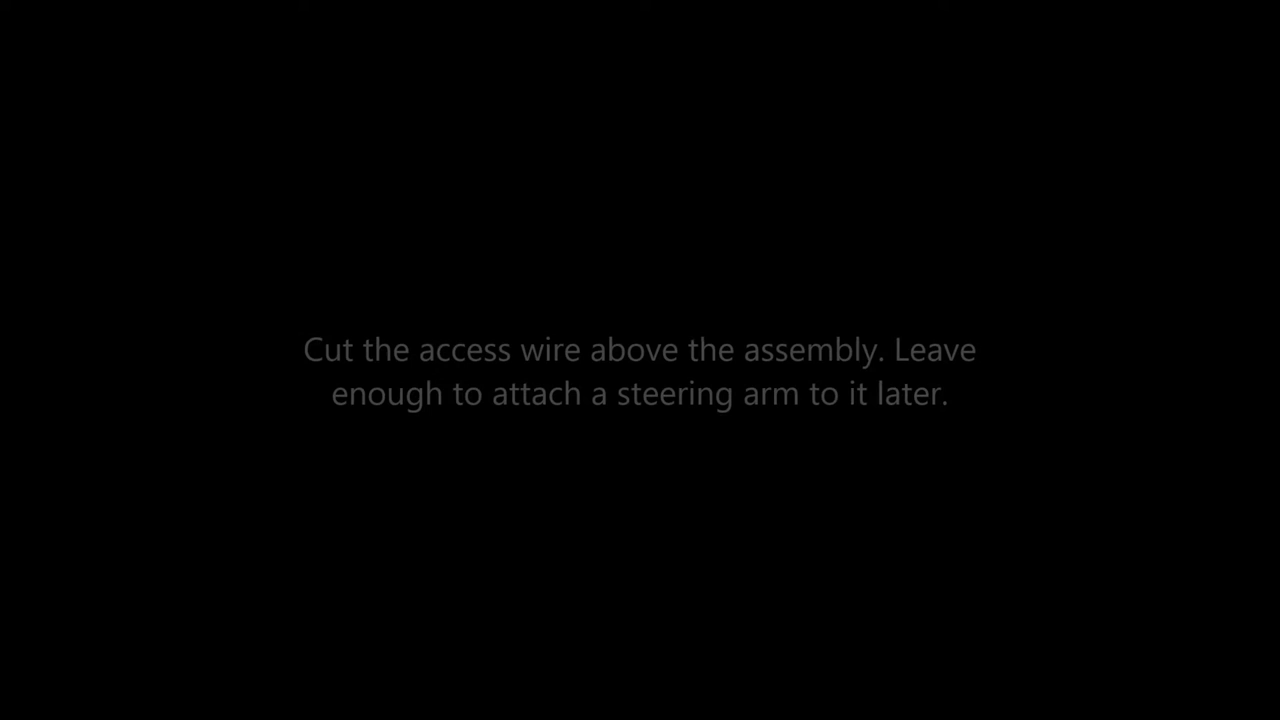 Cut the access wire above the assembly. Leave
enough to attach a steering arm to it later.